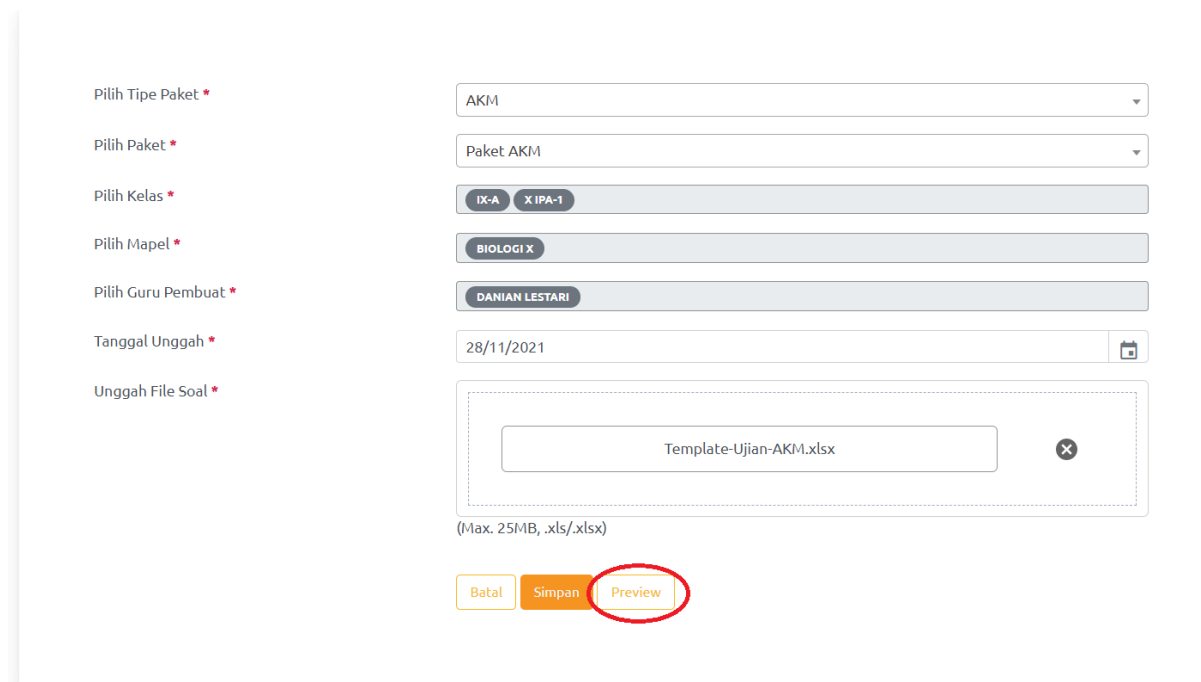 Pilih Tipe Paket * AKM
Pilih Paket * Paket AKM
Pilih Kelas * IX-A X IPA-1
Pilih Mapel * BIOLOGI X
Pilih Guru Pembuat * DANIAN LESTARI
Tanggal Unggah * 28/11/2021
Unggah File Soal *
Template-Ujian-AKM.xlsx
(Max. 25MB, .xls/.xlsx)
Batal Simpan Preview